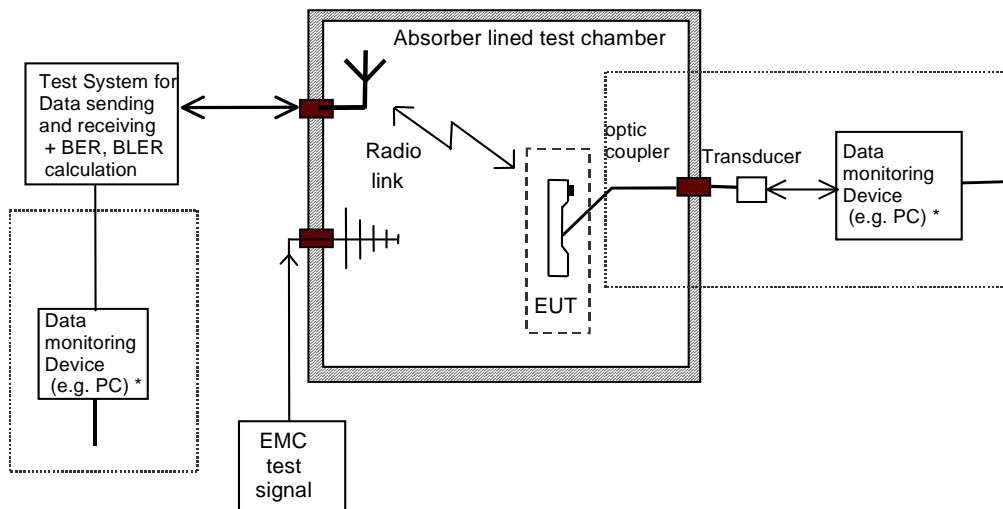 Absorber lined test chamber
Test System for
Data sending
and receiving
+ BER, BLER
calculation
Radio
link
optic
coupler
Transducer
Data
monitoring
Device
(e.g. PC) *
EUT
Data
monitoring
Device
(e.g. PC) *
EMC
test
signal